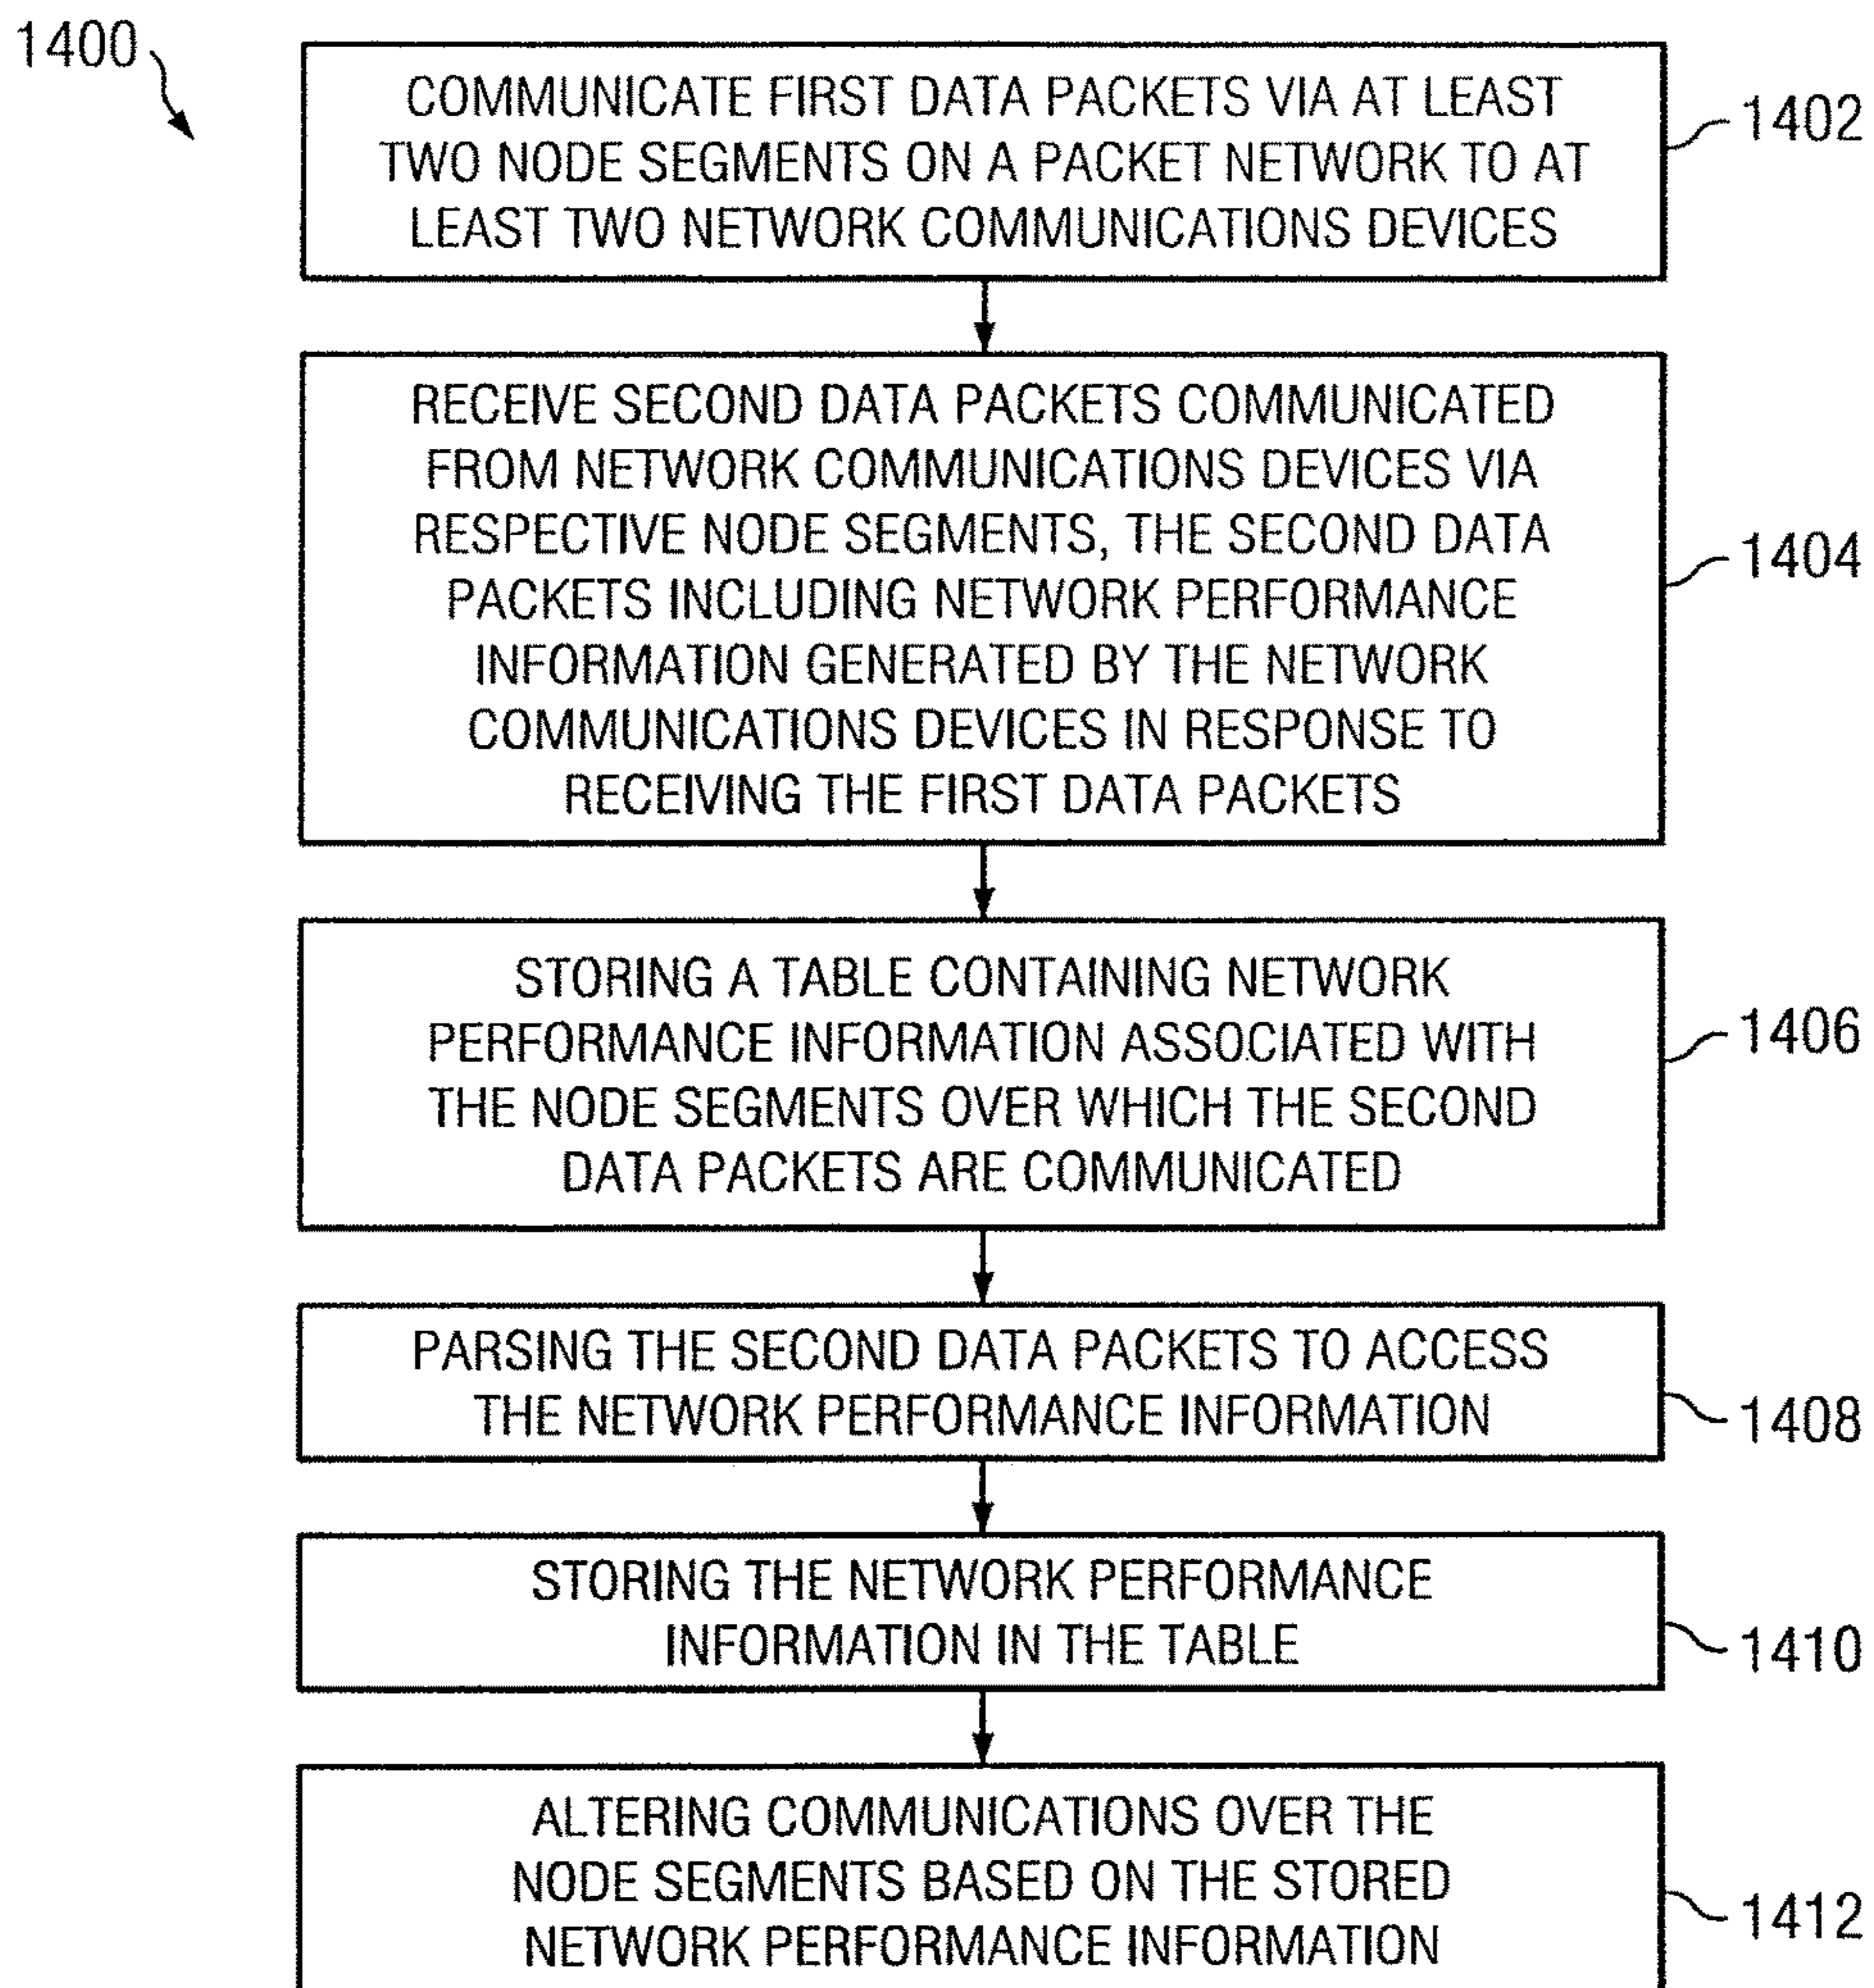 1400
COMMUNICATE FIRST DATA PACKETS VIA AT LEAST
TWO NODE SEGMENTS ON A PACKET NETWORK TO AT
LEAST TWO NETWORK COMMUNICATIONS DEVICES
1402
RECEIVE SECOND DATA PACKETS COMMUNICATED
FROM NETWORK COMMUNICATIONS DEVICES VIA
RESPECTIVE NODE SEGMENTS, THE SECOND DATA
PACKETS INCLUDING NETWORK PERFORMANCE
INFORMATION GENERATED BY THE NETWORK
COMMUNICATIONS DEVICES IN RESPONSE TO
RECEIVING THE FIRST DATA PACKETS
1404
STORING A TABLE CONTAINING NETWORK
PERFORMANCE INFORMATION ASSOCIATED WITH
THE NODE SEGMENTS OVER WHICH THE SECOND
DATA PACKETS ARE COMMUNICATED
1406
PARSING THE SECOND DATA PACKETS TO ACCESS
THE NETWORK PERFORMANCE INFORMATION
1408
STORING THE NETWORK PERFORMANCE
INFORMATION IN THE TABLE
1410
ALTERING COMMUNICATIONS OVER THE
NODE SEGMENTS BASED ON THE STORED
NETWORK PERFORMANCE INFORMATION
1412